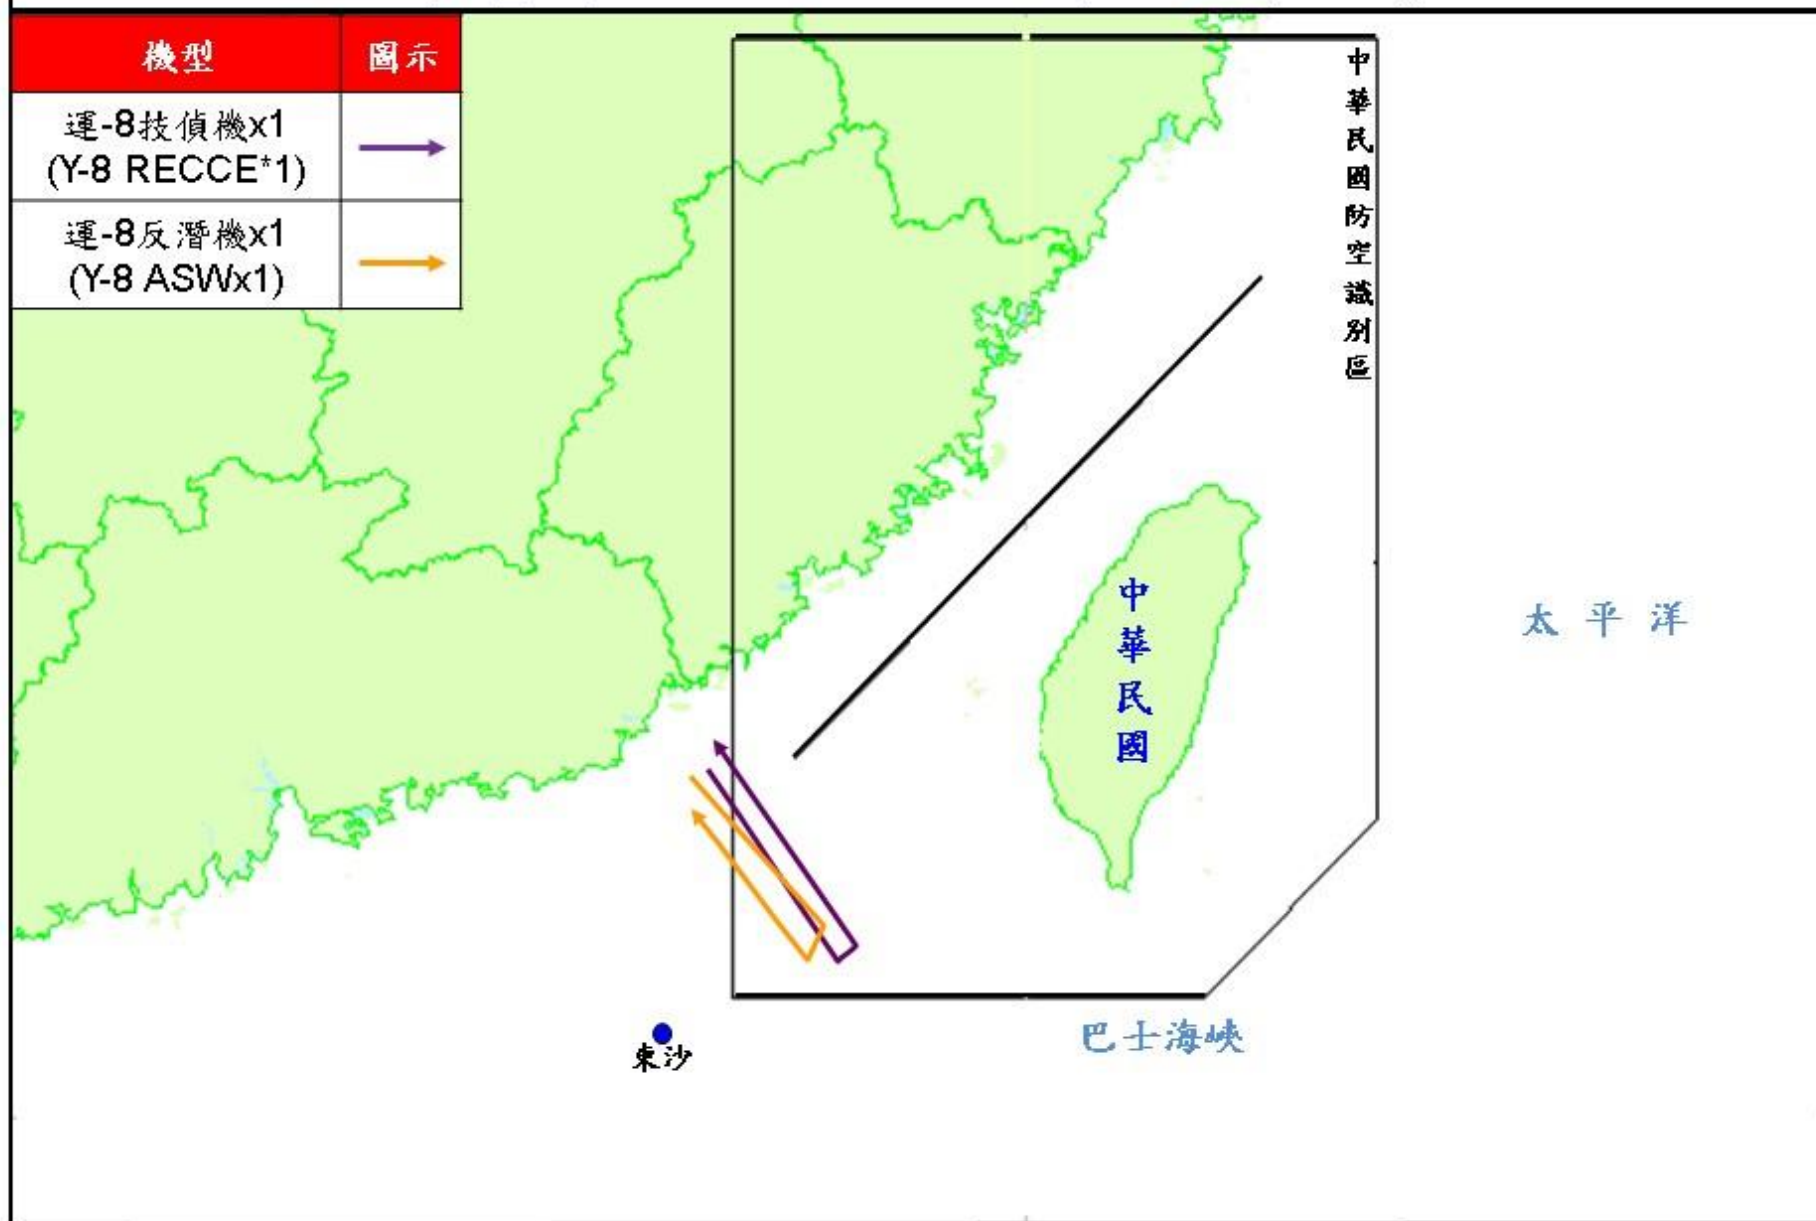 機型
圖示
運-8技偵機x1
(Y-8 RECCE*1)
運-8反潛機x1
(Y-8 ASWx1)
中華民國防空識別區
中華民國
太平洋
巴士海峽
東沙